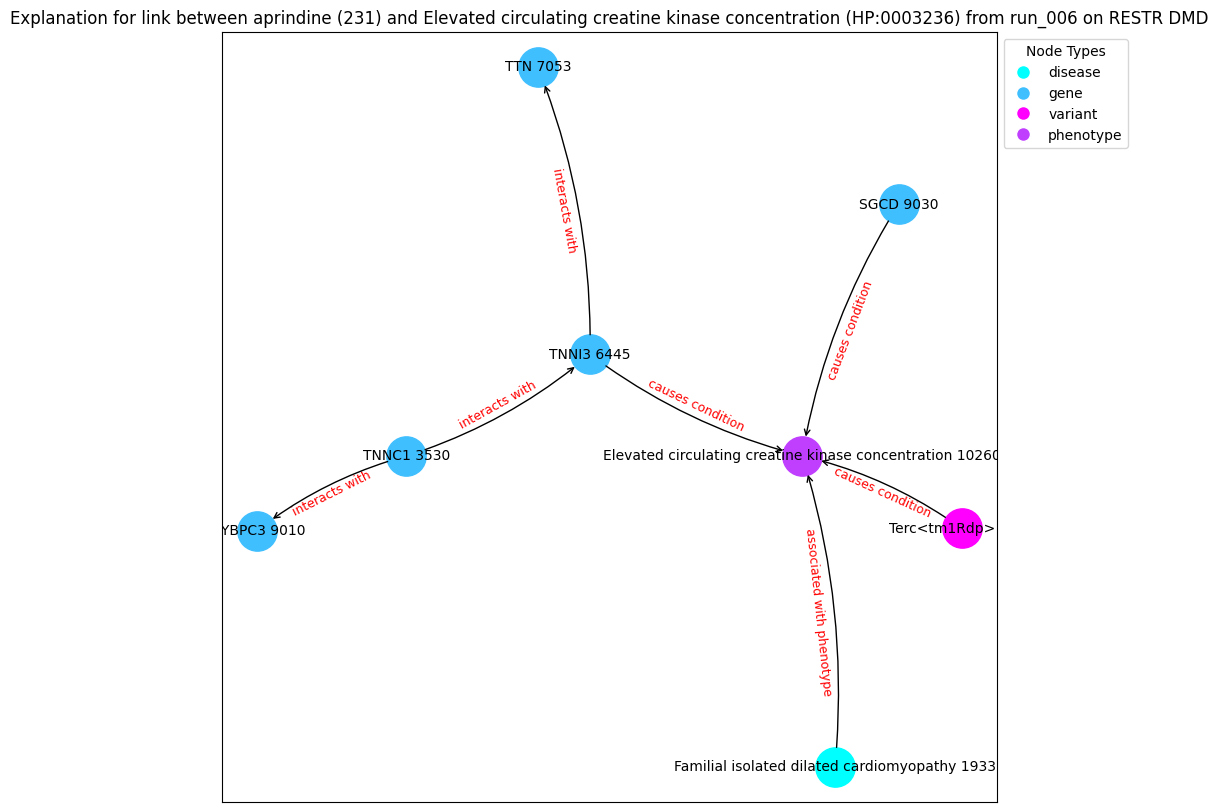 Explanation for link between aprindine (231) and Elevated circulating creatine kinase concentration (HP:0003236) from run_006 on RESTR DMD
Node Types
disease
gene
variant
phenotype
TTN 7053
interacts with
SGCD 9030
causes condition
TNNI3 6445
interacts with
causes condition
TNNC1 3530
Elevated circulating creatine kinase concentration 10260
interacts with
causes condition
YBPC3 9010
Terc<tm1Rdp>
associated with phenotype
Familial isolated dilated cardiomyopathy 1933